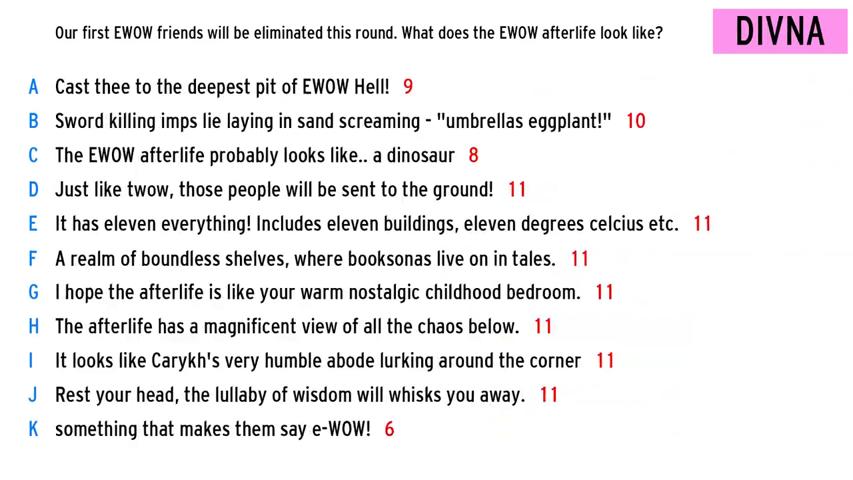 Our first EWOW friends will be eliminated this round. What does the EWOW afterlife look like?
DIVNA
A Cast thee to the deepest pit of EWOW Hell! 9
B Sword killing imps lie laying in sand screaming - "umbrellas eggplant!" 10
C The EWOW afterlife probably looks like.. a dinosaur 8
D Just like twow, those people will be sent to the ground! 11
E It has eleven everything! Includes eleven buildings, eleven degrees celcius etc. 11
F A realm of boundless shelves, where booksonas live on in tales. 11
G I hope the afterlife is like your warm nostalgic childhood bedroom. 11
H The afterlife has a magnificent view of all the chaos below. 11
I It looks like Carykh's very humble abode lurking around the corner 11
J Rest your head, the lullaby of wisdom will whisks you away. 11
K something that makes them say e-WOW! 6